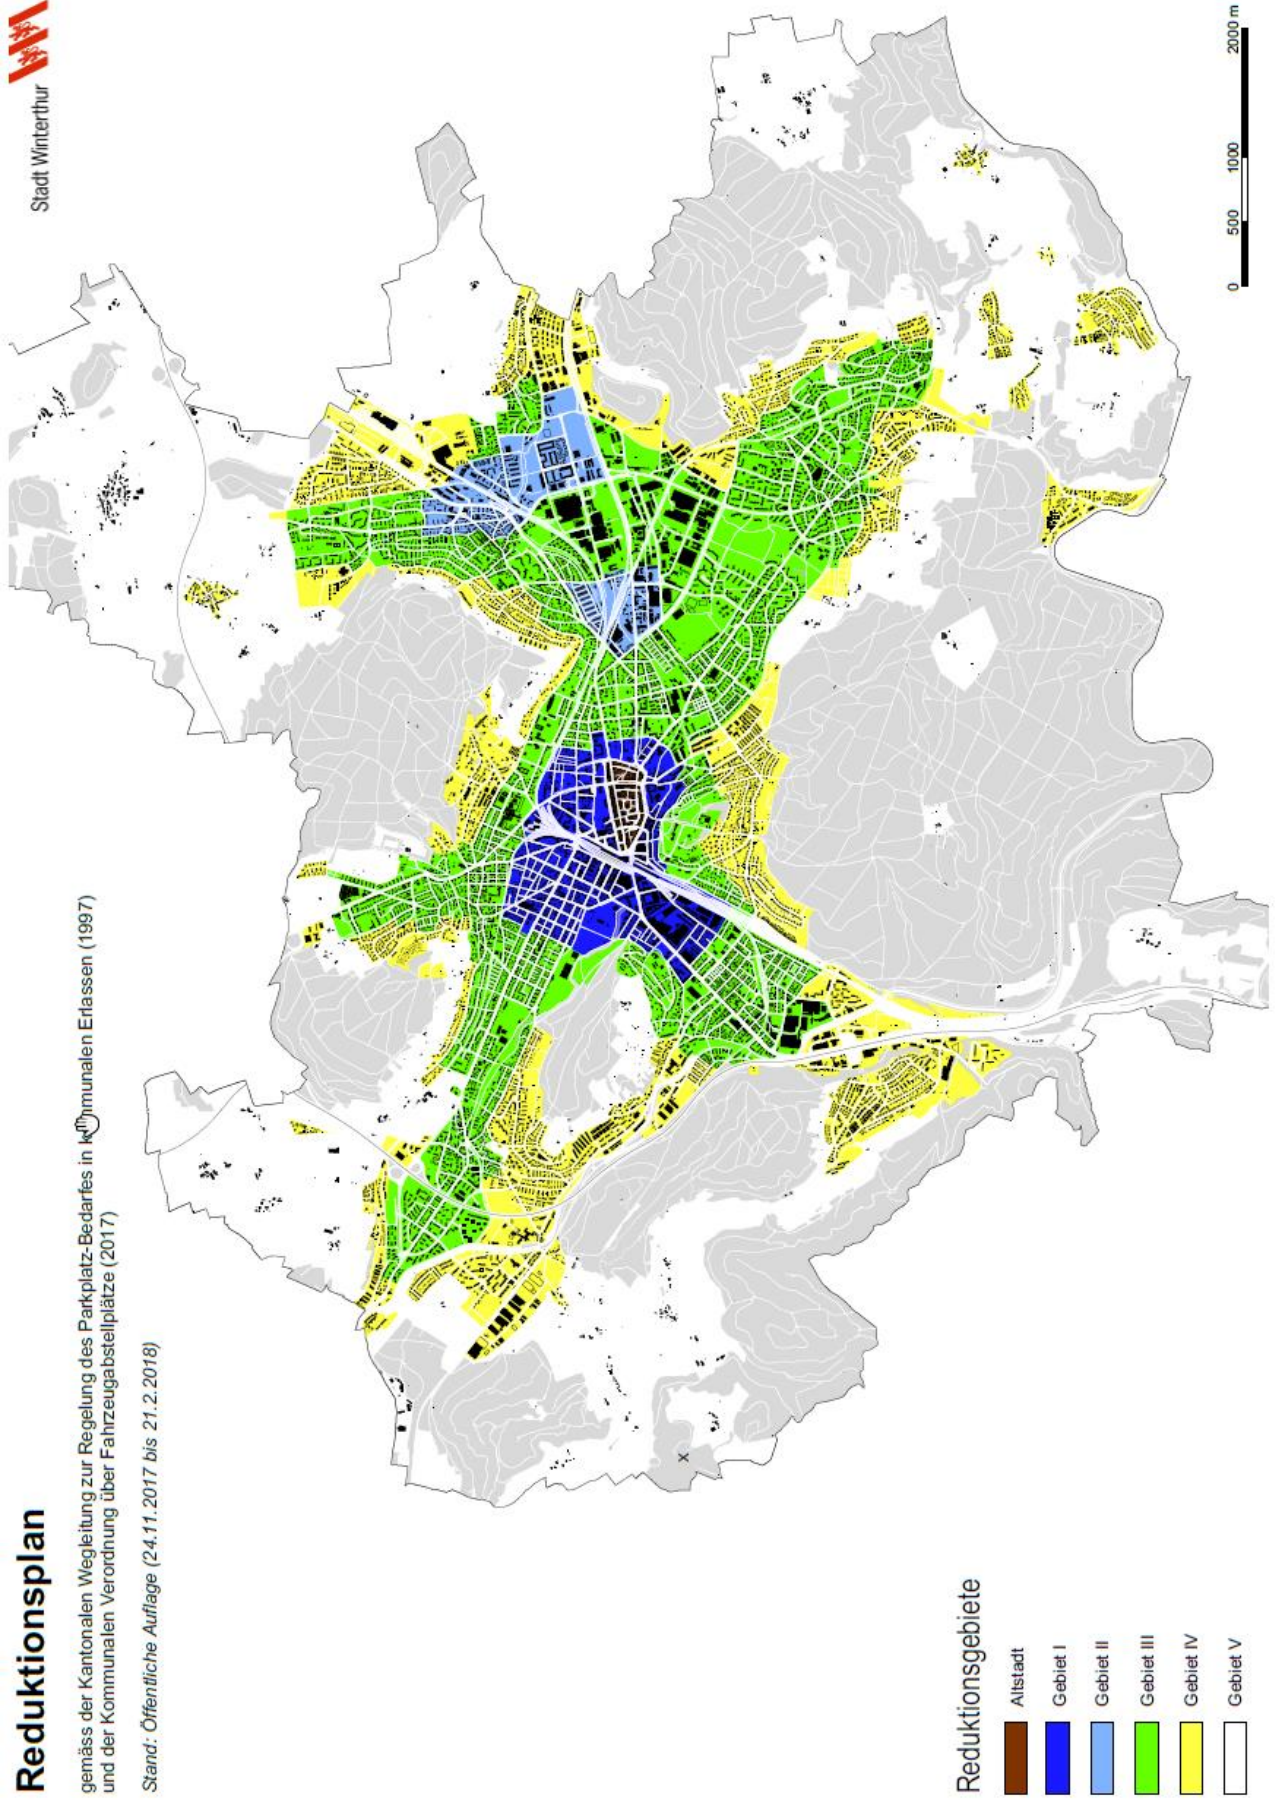 Reduktionsplan
Stadt Winterthur
gemäss der Kantonalen Wegleitung zur Regelung des Parkplatz-Bedarfes in kommunalen Erlassen (1997)
und der Kommunalen Verordnung über Fahrzeugabstellplätze (2017)
Stand: Öffentliche Auflage (24.11.2017 bis 21.2.2018)
X
Reduktionsgebiete
Altstadt
Gebiet I
Gebiet II
Gebiet III
Gebiet IV
Gebiet V
0 500 1000 2000 m